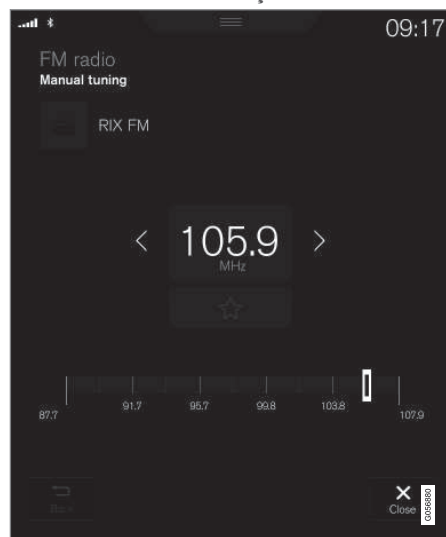 09:17
FM radio
Manual tuning
RIX FM
105.9
MHz
87.7
91.7
95.7
99.8
103.8
107.9
Back
Close
G056880